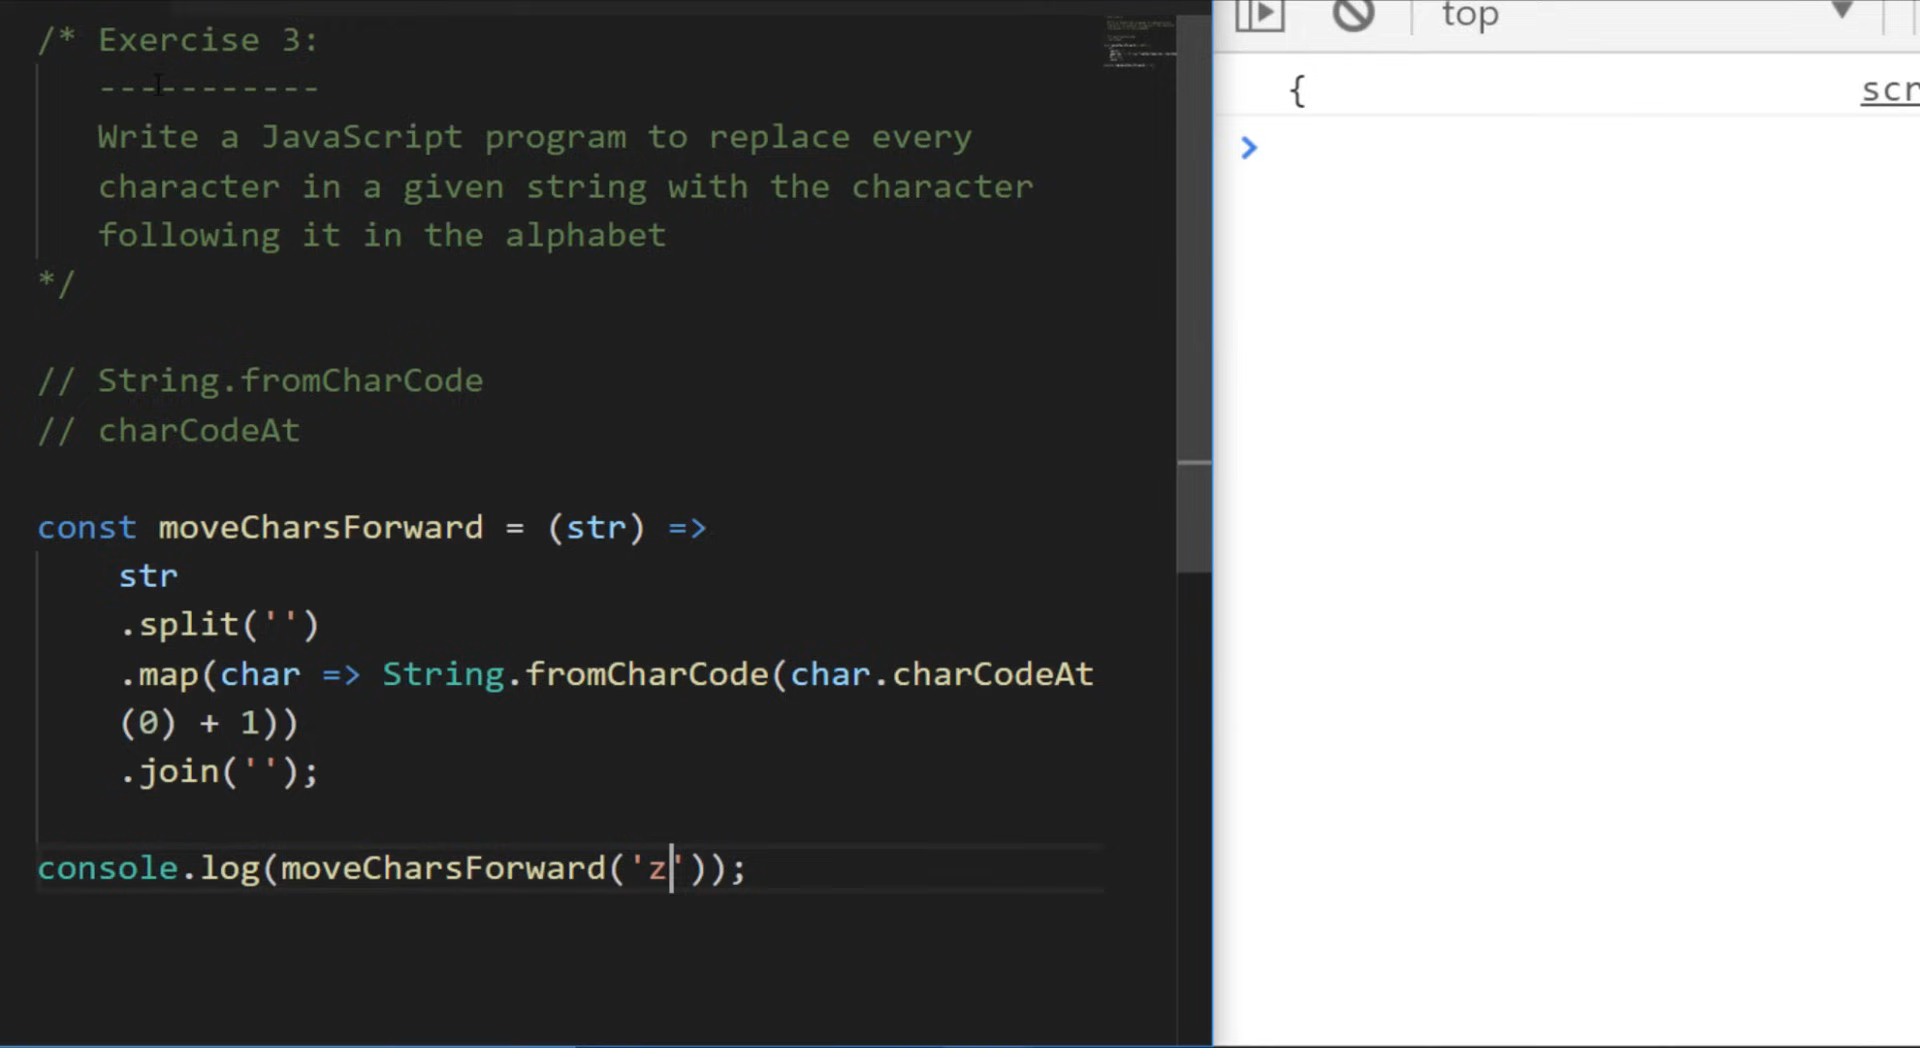 /* Exercise 3:
-----------
Write a JavaScript program to replace every
character in a given string with the character
following it in the alphabet
*/
// String.fromCharCode
// charCodeAt
const moveCharsForward = (str) =>
str
.split('')
.map(char => String.fromCharCode(char.charCodeAt
(0) + 1))
.join('');
console.log(moveCharsForward('z'));
top
{
scr
>